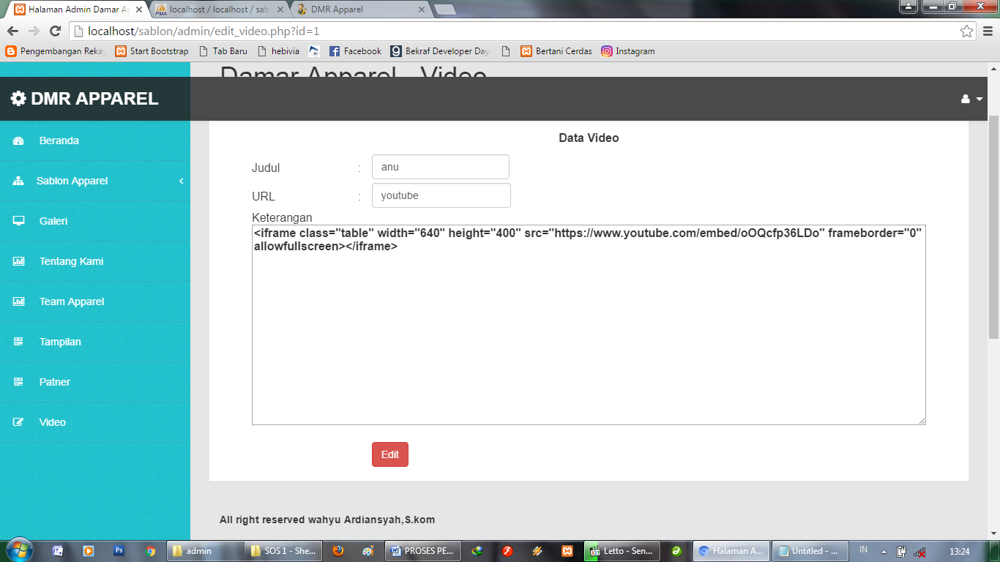 Halaman Admin Damar Ap
localhost / localhost / sabl
DMR Apparel
localhost/sablon/admin/edit_video.php?id=1
Pengembangan Reka
Start Bootstrap
Tab Baru
hebivia
Facebook
Bekraf Developer Day
Bertani Cerdas
Instagram
Damar Apparel - Video
DMR APPAREL
Beranda
Sablon Apparel
Galeri
Tentang Kami
Team Apparel
Tampilan
Patner
Video
Data Video
Judul : anu
URL : youtube
Keterangan
<iframe class="table" width="640" height="400" src="https://www.youtube.com/embed/oOQcfp36LDo" frameborder="0"
allowfullscreen></iframe>
Edit
All right reserved wahyu Ardiansyah,S.kom
admin
SOS 1 - She...
PROSES PE...
Letto - Sen...
Halaman A...
Untitled - ...
IN
13:24